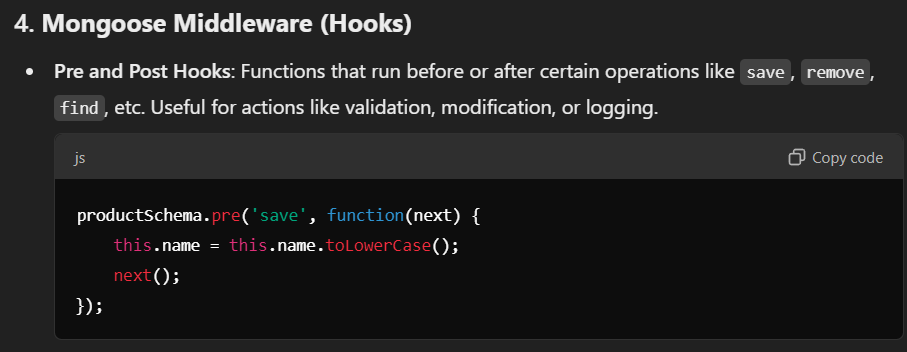 4. Mongoose Middleware (Hooks)
• Pre and Post Hooks: Functions that run before or after certain operations like save, remove,
find, etc. Useful for actions like validation, modification, or logging.
js
Copy code
productSchema.pre('save', function(next) {
    this.name = this.name.toLowerCase();
    next();
});